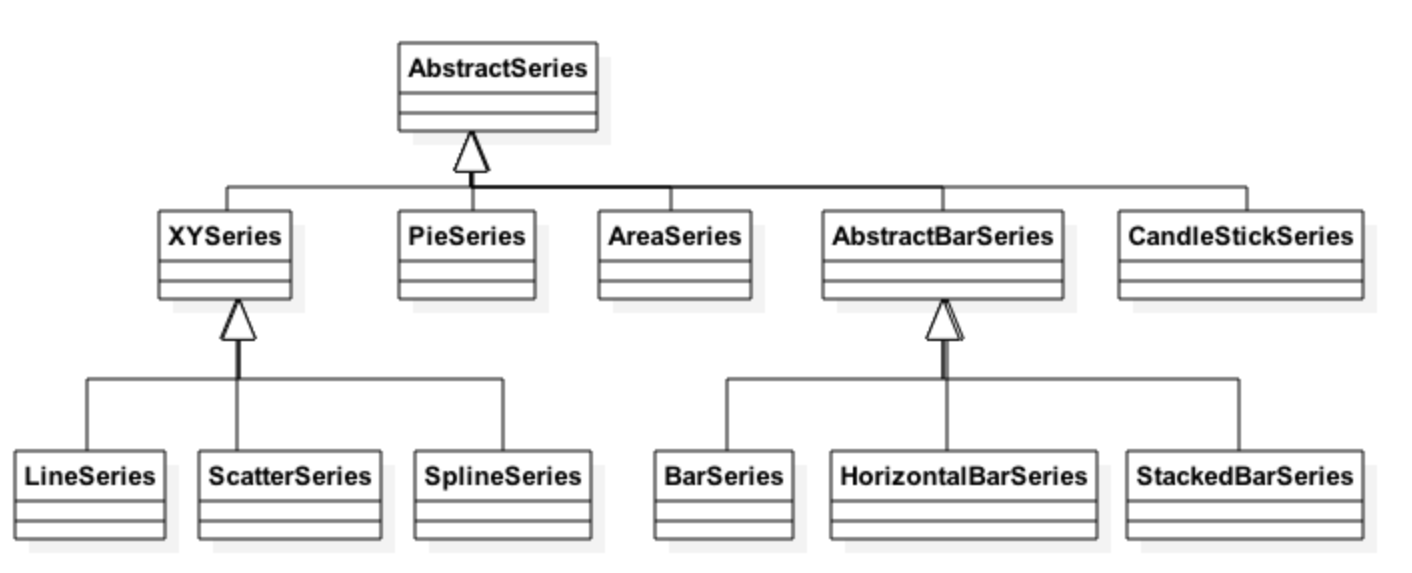 AbstractSeries
XYSeries
PieSeries
AreaSeries
AbstractBarSeries
CandleStickSeries
LineSeries
ScatterSeries
SplineSeries
BarSeries
HorizontalBarSeries
StackedBarSeries